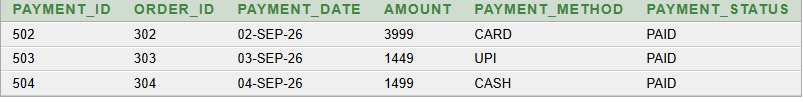 PAYMENT_ID ORDER_ID PAYMENT_DATE AMOUNT PAYMENT_METHOD PAYMENT_STATUS
502 302 02-SEP-26 3999 CARD PAID
503 303 03-SEP-26 1449 UPI PAID
504 304 04-SEP-26 1499 CASH PAID